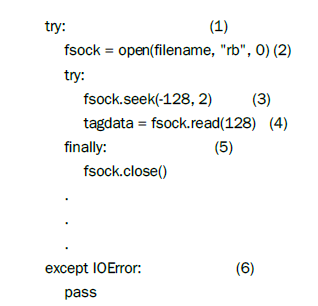 try: (1)
fsock = open(filename, "rb", 0) (2)
try:
fsock.seek(-128, 2) (3)
tagdata = fsock.read(128) (4)
finally: (5)
fsock.close()
.
.
.
except IOError: (6)
pass